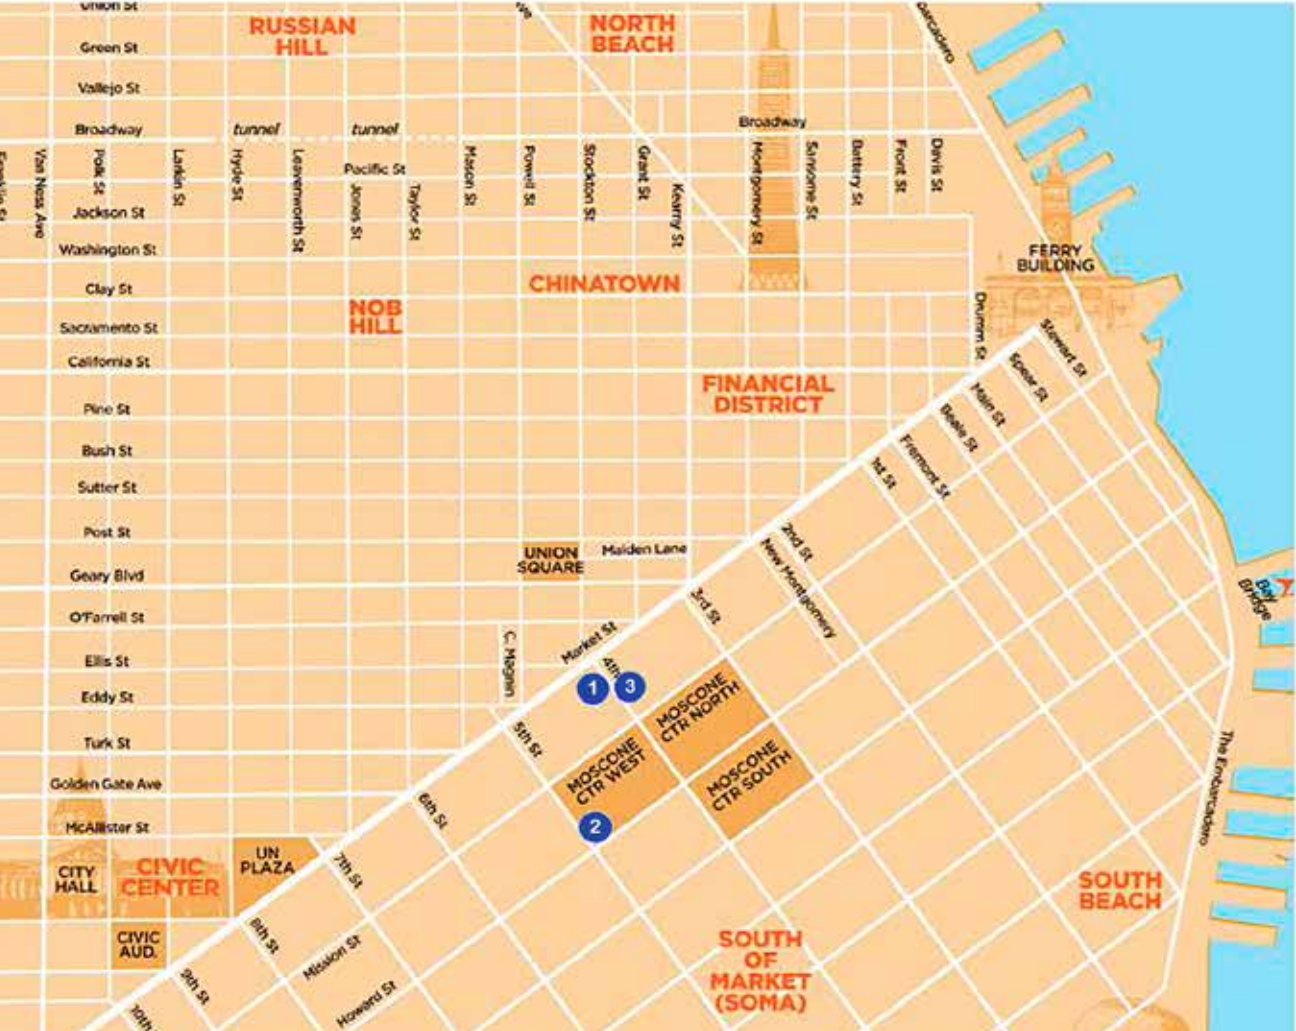 Union St
RUSSIAN
HILL
NORTH
BEACH
Green St
Vallejo St
Broadway
tunnel
tunnel
Broadway
Van Ness Ave
Polk St
Larkin St
Hyde St
Leavenworth St
Pacific St
Jones St
Taylor St
Mason St
Powell St
Stockton St
Grant St
Kearny St
Montgomery St
Sansome St
Battery St
Front St
Davis St
Jackson St
Washington St
FERRY
BUILDING
Clay St
CHINATOWN
NOB
HILL
Sacramento St
Drumm St
Stewart St
California St
Spear St
FINANCIAL
DISTRICT
Main St
Beale St
Pine St
Fremont St
Bush St
1st St
Sutter St
Post St
2nd St
UNION
SQUARE
Maiden Lane
New Montgomery
Geary Blvd
Bay
Bridge
3rd St
O'Farrell St
Market St
C. Magnin
Ellis St
4th
1
3
Eddy St
MOSCONE
CTR NORTH
5th St
Turk St
MOSCONE
CTR WEST
MOSCONE
CTR SOUTH
The Embarcadero
Golden Gate Ave
6th St
McAllister St
2
UN
PLAZA
CITY
HALL
CIVIC
CENTER
7th St
SOUTH
BEACH
CIVIC
AUD.
8th St
Mission St
SOUTH
OF
MARKET
(SOMA)
9th St
Howard St
10th